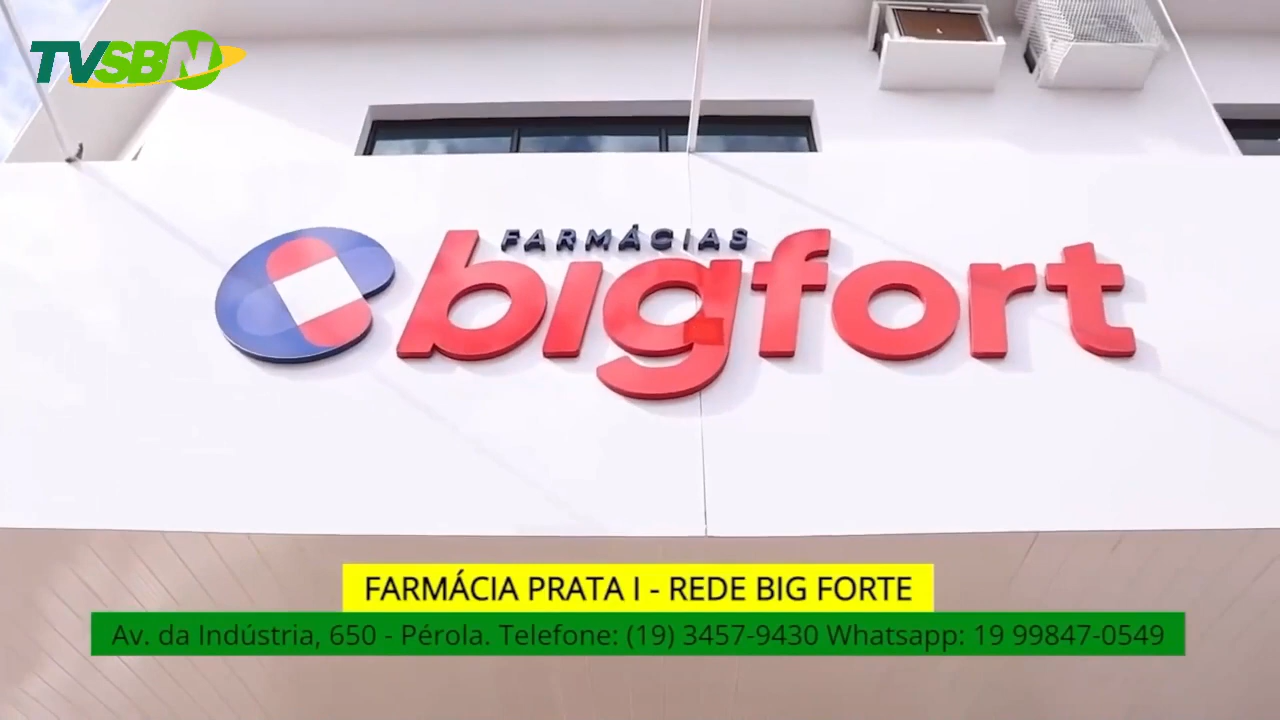 TVSBN
FARMÁCIAS
bigfort
FARMÁCIA PRATA I - REDE BIG FORTE
Av. da Indústria, 650 - Pérola. Telefone: (19) 3457-9430 Whatsapp: 19 99847-0549